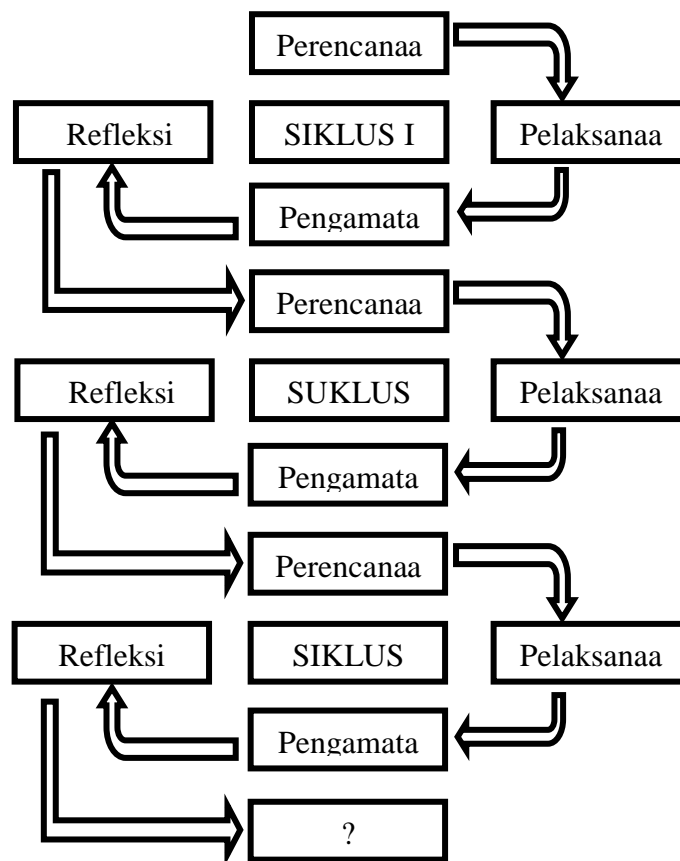 Perencanaa
Refleksi
SIKLUS I
Pelaksanaa
Pengamata
Perencanaa
Refleksi
SUKLUS
Pelaksanaa
Pengamata
Perencanaa
Refleksi
SIKLUS
Pelaksanaa
Pengamata
?